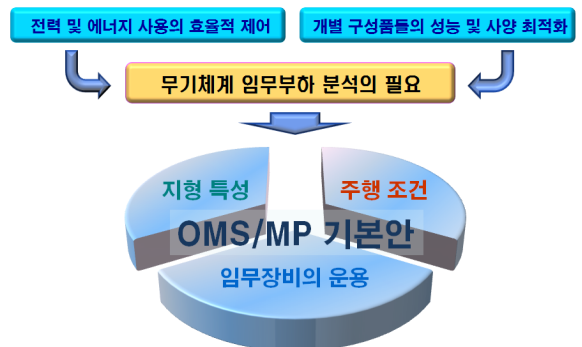 전력 및 에너지 사용의 효율적 제어
개별 구성품들의 성능 및 사양 최적화
무기체계 임무부하 분석의 필요
지형 특성
주행 조건
OMS/MP 기본안
임무장비의 운용